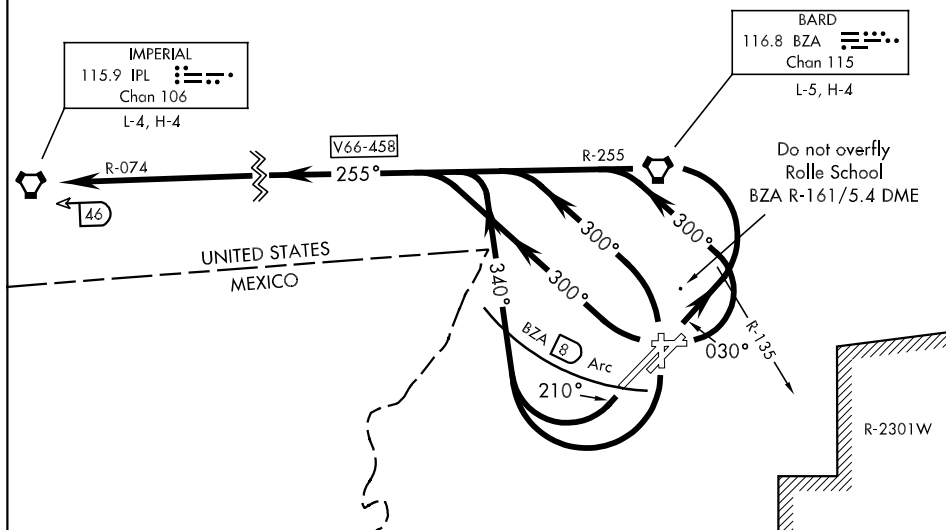 IMPERIAL
115.9 IPL
Chan 106
L-4, H-4
BARD
116.8 BZA
Chan 115
L-5, H-4
Do not overfly
Rolle School
BZA R-161/5.4 DME
R-074
V66-458
255°
R-255
46
UNITED STATES
MEXICO
300°
300°
300°
340°
BZA 8 Arc
210°
030°
R-135
R-2301W